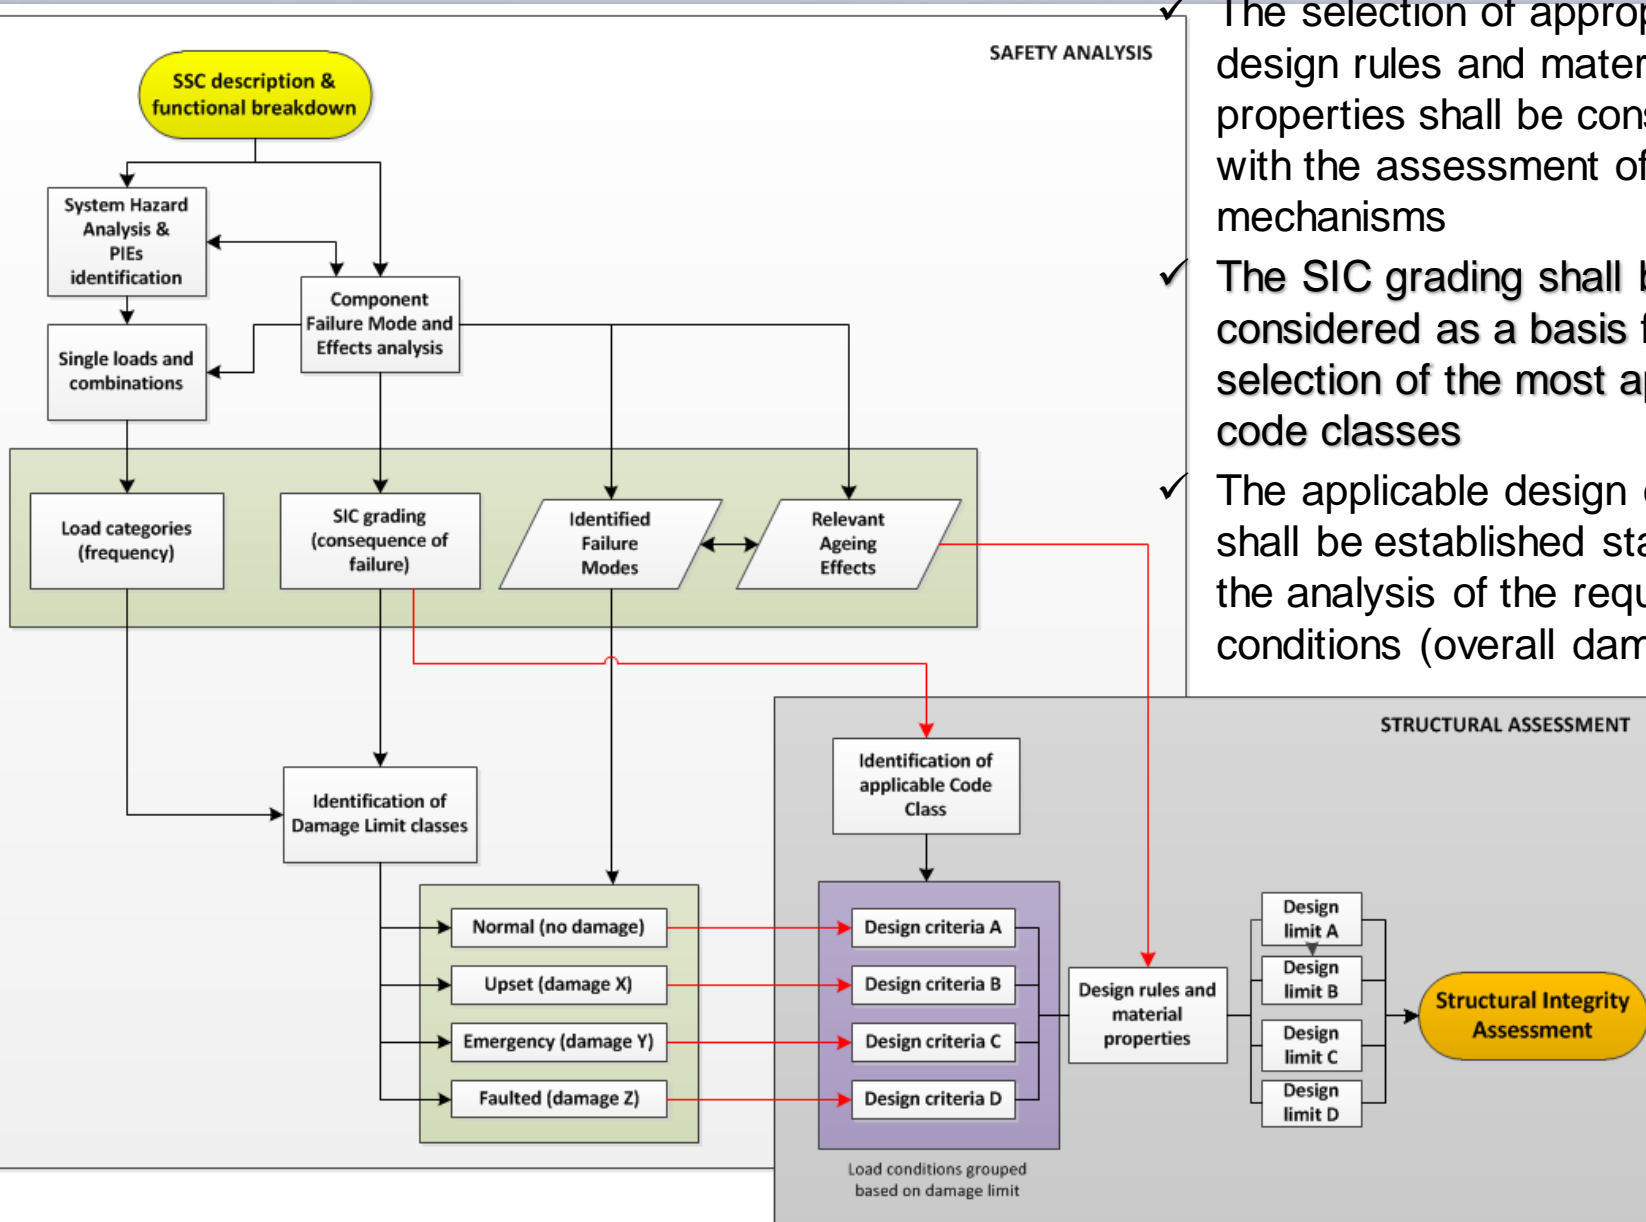 SAFETY ANALYSIS
SSC description &
functional breakdown
System Hazard
Analysis &
PIEs
identification
Component
Failure Mode and
Effects analysis
Single loads and
combinations
Load categories
(frequency)
SIC grading
(consequence of
failure)
Identified
Failure
Modes
Relevant
Ageing
Effects
Identification of
Damage Limit classes
Normal (no damage)
Upset (damage X)
Emergency (damage Y)
Faulted (damage Z)
The selection of
design rules and
properties shall be
with the assessment of
mechanisms
The SIC grading shall
considered as a basis
selection of the most
code classes
The applicable design
shall be established
the analysis of the
conditions (overall
STRUCTURAL ASSESSMENT
Identification of
applicable Code
Class
Design criteria A
Design criteria B
Design criteria C
Design criteria D
Load conditions grouped
based on damage limit
Design rules and
material
properties
Design
limit A
Design
limit B
Design
limit C
Design
limit D
Structural Integrity
Assessment